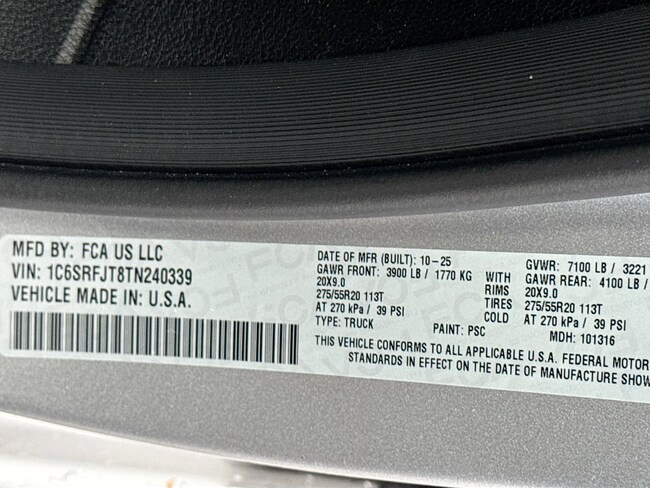 MFD BY: FCA US LLC
VIN: 1C6SRFJT8TN240339
VEHICLE MADE IN: U.S.A.
DATE OF MFR (BUILT): 10-25 GVWR: 7100 LB / 3221
GAWR FRONT: 3900 LB / 1770 KG WITH GAWR REAR: 4100 LB /
20X9.0 RIMS 20X9.0
275/55R20 113T TIRES 275/55R20 113T
AT 270 kPa / 39 PSI COLD AT 270 kPa / 39 PSI
TYPE: TRUCK PAINT: PSC MDH: 101316
THIS VEHICLE CONFORMS TO ALL APPLICABLE U.S.A. FEDERAL MOTOR
STANDARDS IN EFFECT ON THE DATE OF MANUFACTURE SHOW